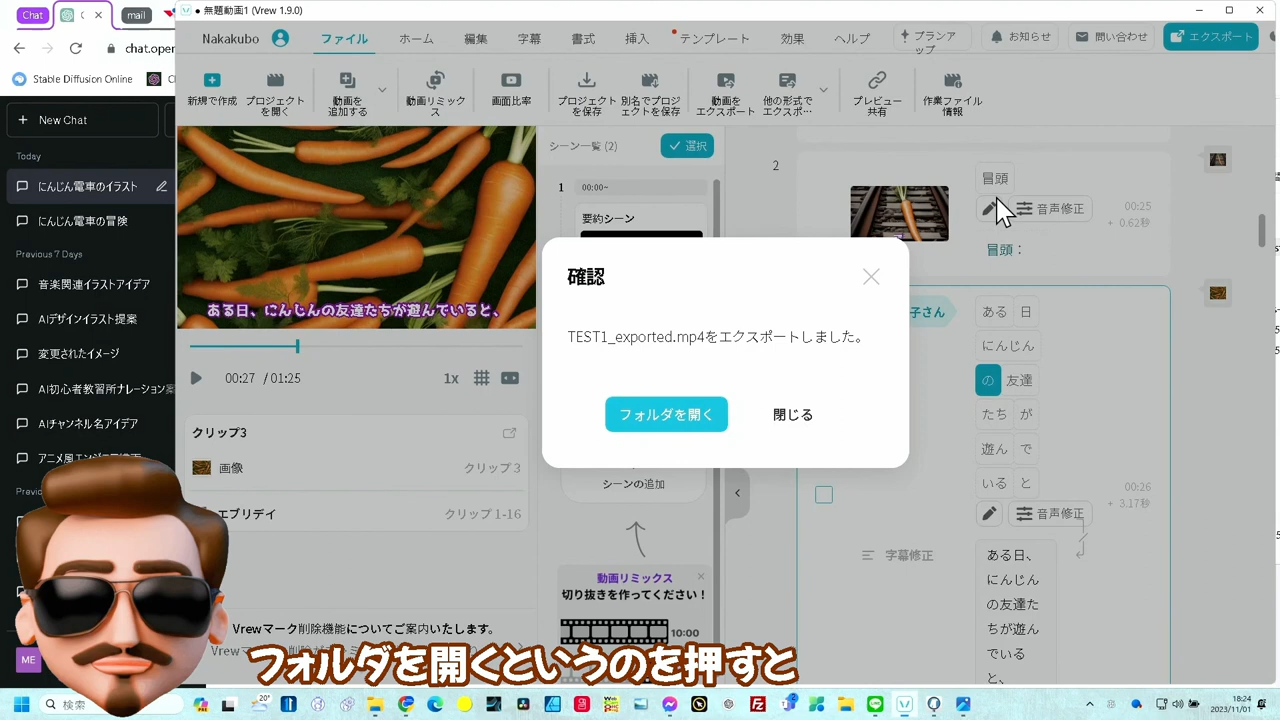 Chat
mail
無題動画1 (Vrew 1.9.0)
chat.open
Stable Diffusion Online
New Chat
Today
にんじん電車のイラスト
にんじん電車の冒険
Previous 7 Days
音楽関連イラストアイデア
AIデザインイラスト提案
変更されたイメージ
AI初心者教習所ナレーション案
AIチャンネル名アイデア
ME
Nakakubo
ファイル
ホーム
編集
字幕
書式
挿入
テンプレート
効果
ヘルプ
プランアップ
お知らせ
問い合わせ
エクスポート
新規で作成
プロジェクトを開く
動画を追加する
動画リミックス
画面比率
プロジェクトを保存
別名でプロジェクトを保存
動画をエクスポート
他の形式でエクスポ…
プレビュー共有
作業ファイル情報
ある日、にんじんの友達たちが遊んでいると、
00:27 / 01:25
1x
クリップ3
画像
クリップ 3
エブリデイ
クリップ 1-16
Vrewマーク削除機能についてご案内いたします。
シーン一覧 (2)
選択
1
00:00~
要約シーン
シーンの追加
動画リミックス
切り抜きを作ってください！
10:00
確認
TEST1_exported.mp4をエクスポートしました。
フォルダを開く
閉じる
2
冒頭
音声修正
00:25
+ 0.62秒
冒頭：
子さん
ある 日
にんじん
の 友達
たち が
遊ん で
いる と
音声修正
00:26
+ 3.17秒
字幕修正
ある日、
にんじん
の友達た
ちが遊ん
でいる
と、
フォルダを開くというのを押すと
検索
20°
18:24
2023/11/01